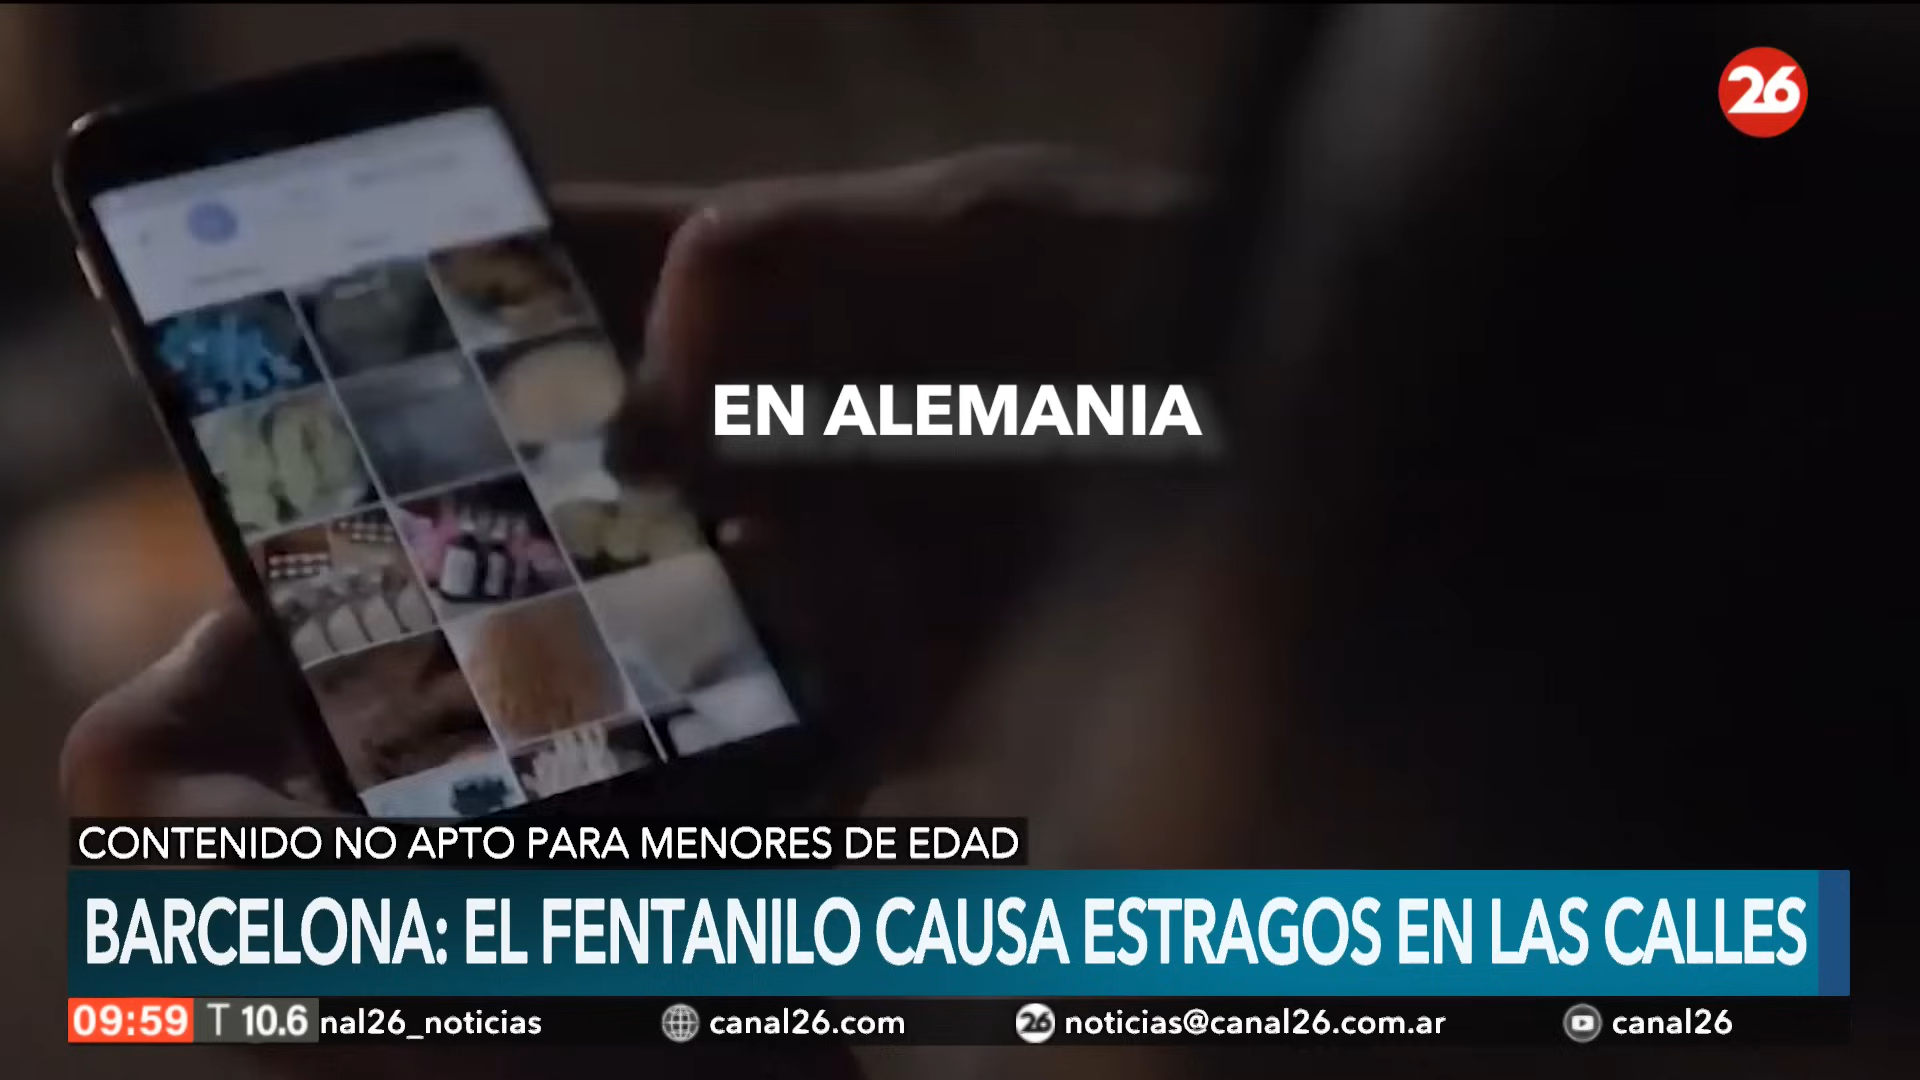 26
EN ALEMANIA
CONTENIDO NO APTO PARA MENORES DE EDAD
BARCELONA: EL FENTANILO CAUSA ESTRAGOS EN LAS CALLES
09:59 T 10.6 nal26_noticias canal26.com 26 noticias@canal26.com.ar canal26